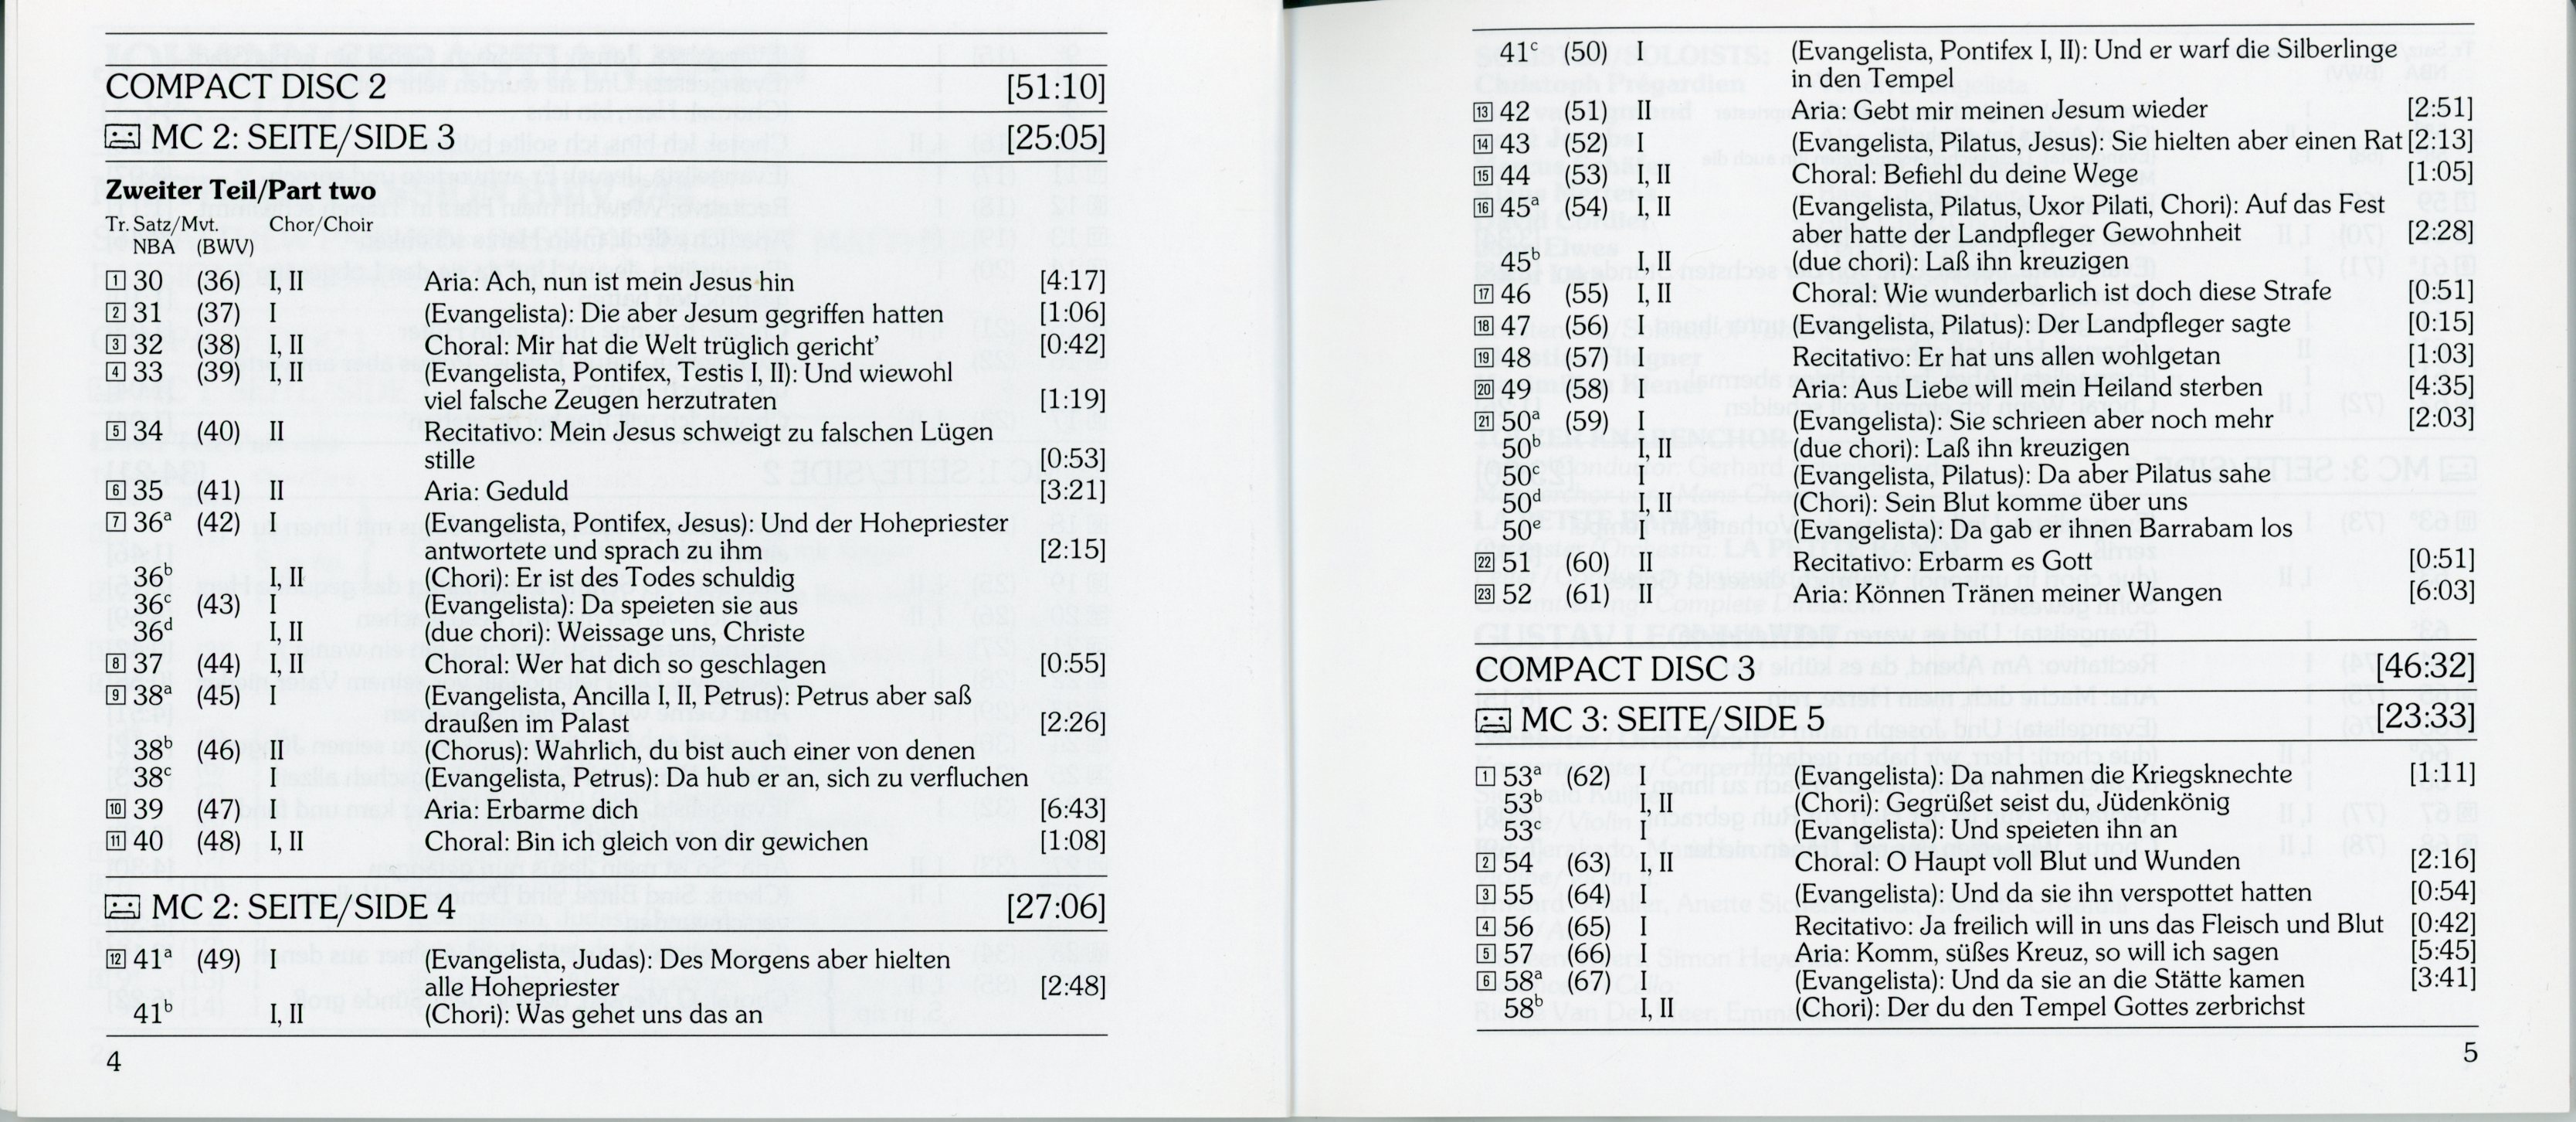 COMPACT DISC 2 [51:10]
MC 2: SEITE/SIDE 3 [25:05]
Zweiter Teil/Part two
Tr. Satz/Mvt. Chor/Choir
NBA (BWV)
1 30 (36) I, II Aria: Ach, nun ist mein Jesus hin [4:17]
2 31 (37) I (Evangelista): Die aber Jesum gegriffen hatten [1:06]
3 32 (38) I, II Choral: Mir hat die Welt trüglich gericht’ [0:42]
4 33 (39) I, II (Evangelista, Pontifex, Testis I, II): Und wiewohl
viel falsche Zeugen herzutraten [1:19]
5 34 (40) II Recitativo: Mein Jesus schweigt zu falschen Lügen
stille [0:53]
6 35 (41) II Aria: Geduld [3:21]
7 36a (42) I (Evangelista, Pontifex, Jesus): Und der Hohepriester
antwortete und sprach zu ihm [2:15]
36b I, II (Chori): Er ist des Todes schuldig
36c (43) I (Evangelista): Da speieten sie aus
36d I, II (due chori): Weissage uns, Christe
8 37 (44) I, II Choral: Wer hat dich so geschlagen [0:55]
9 38a (45) I (Evangelista, Ancilla I, II, Petrus): Petrus aber saß
draußen im Palast [2:26]
38b (46) II (Chorus): Wahrlich, du bist auch einer von denen
38c I (Evangelista, Petrus): Da hub er an, sich zu verfluchen
10 39 (47) I Aria: Erbarme dich [6:43]
11 40 (48) I, II Choral: Bin ich gleich von dir gewichen [1:08]
MC 2: SEITE/SIDE 4 [27:06]
12 41a (49) I (Evangelista, Judas): Des Morgens aber hielten
alle Hohepriester [2:48]
41b I, II (Chori): Was gehet uns das an
4
41c (50) I (Evangelista, Pontifex I, II): Und er warf die Silberlinge
in den Tempel
13 42 (51) II Aria: Gebt mir meinen Jesum wieder [2:51]
14 43 (52) I (Evangelista, Pilatus, Jesus): Sie hielten aber einen Rat [2:13]
15 44 (53) I, II Choral: Befiehl du deine Wege [1:05]
16 45a (54) I, II (Evangelista, Pilatus, Uxor Pilati, Chori): Auf das Fest
aber hatte der Landpfleger Gewohnheit [2:28]
45b I, II (due chori): Laß ihn kreuzigen
17 46 (55) I, II Choral: Wie wunderbarlich ist doch diese Strafe [0:51]
18 47 (56) I (Evangelista, Pilatus): Der Landpfleger sagte [0:15]
19 48 (57) I Recitativo: Er hat uns allen wohlgetan [1:03]
20 49 (58) I Aria: Aus Liebe will mein Heiland sterben [4:35]
21 50a (59) I (Evangelista): Sie schrieen aber noch mehr [2:03]
50b I, II (due chori): Laß ihn kreuzigen
50c I (Evangelista, Pilatus): Da aber Pilatus sahe
50d I, II (Chori): Sein Blut komme über uns
50e I (Evangelista): Da gab er ihnen Barrabam los
22 51 (60) II Recitativo: Erbarm es Gott [0:51]
23 52 (61) II Aria: Können Tränen meiner Wangen [6:03]
COMPACT DISC 3 [46:32]
MC 3: SEITE/SIDE 5 [23:33]
1 53a (62) I (Evangelista): Da nahmen die Kriegsknechte [1:11]
53b I, II (Chori): Gegrüßet seist du, Jüdenkönig
53c I (Evangelista): Und speieten ihn an
2 54 (63) I, II Choral: O Haupt voll Blut und Wunden [2:16]
3 55 (64) I (Evangelista): Und da sie ihn verspottet hatten [0:54]
4 56 (65) I Recitativo: Ja freilich will in uns das Fleisch und Blut [0:42]
5 57 (66) I Aria: Komm, süßes Kreuz, so will ich sagen [5:45]
6 58a (67) I (Evangelista): Und da sie an die Stätte kamen [3:41]
58b I, II (Chori): Der du den Tempel Gottes zerbrichst
5